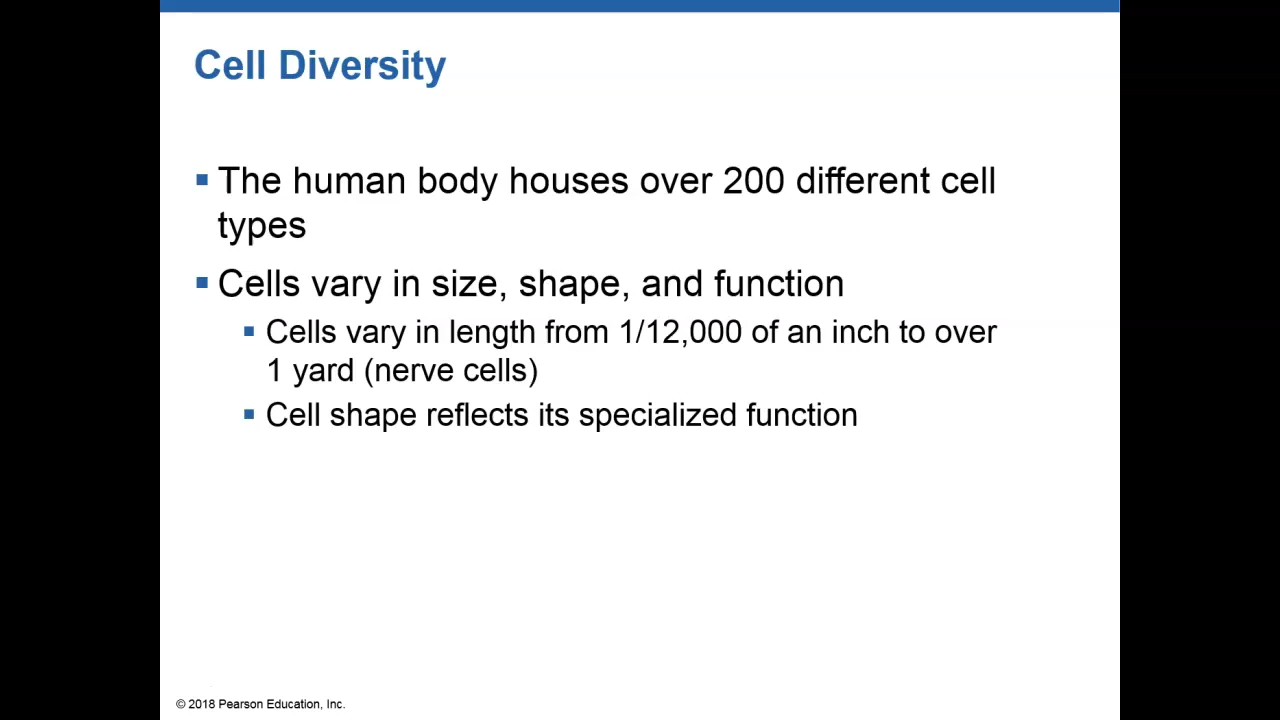 Cell Diversity
▪ The human body houses over 200 different cell
types
▪ Cells vary in size, shape, and function
▪ Cells vary in length from 1/12,000 of an inch to over
1 yard (nerve cells)
▪ Cell shape reflects its specialized function
© 2018 Pearson Education, Inc.